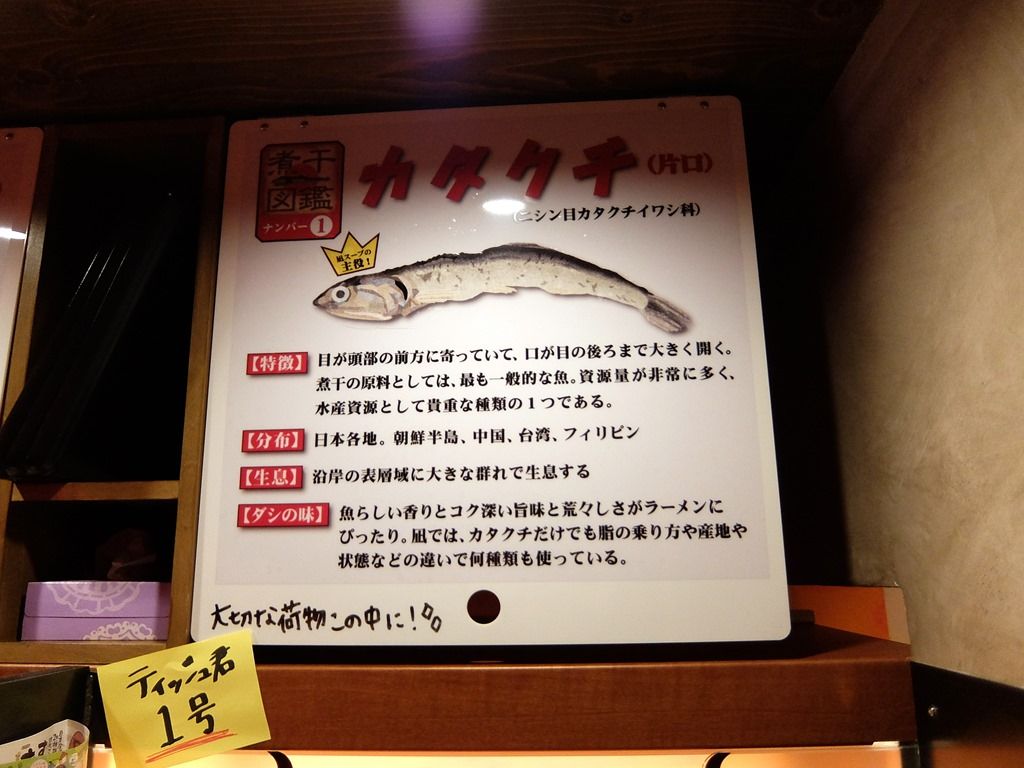 煮干
の
図鑑
ナンバー1
カタクチ(片口)
(ニシン目カタクチイワシ科)
凪スープの
主役!
【特徴】目が頭部の前方に寄っていて、口が目の後ろまで大きく開く。
煮干の原料としては、最も一般的な魚。資源量が非常に多く、
水産資源として貴重な種類の1つである。
【分布】日本各地。朝鮮半島、中国、台湾、フィリピン
【生息】沿岸の表層域に大きな群れで生息する
【ダシの味】魚らしい香りとコク深い旨味と荒々しさがラーメンに
ぴったり。凪では、カタクチだけでも脂の乗り方や産地や
状態などの違いで何種類も使っている。
大切な荷物この中に!
ティッシュ君
1号